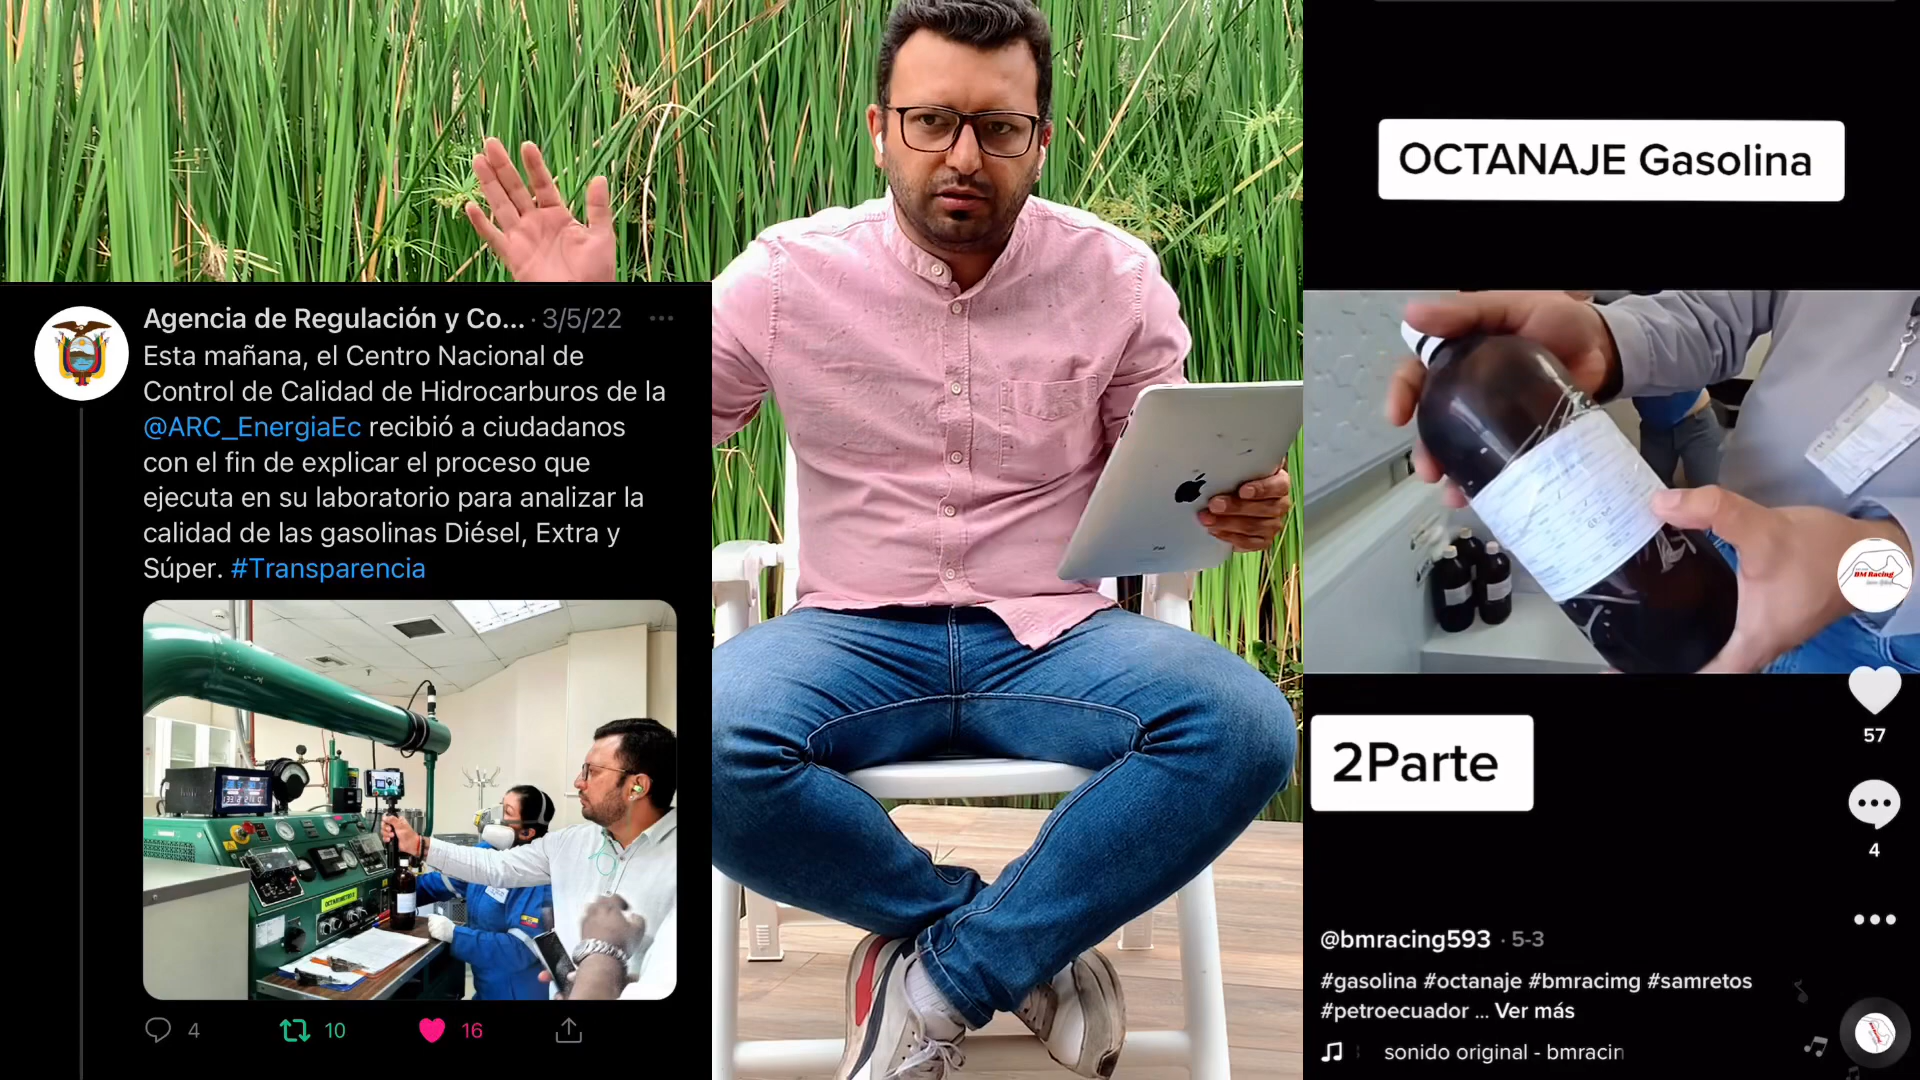 Agencia de Regulación y Co... · 3/5/22
Esta mañana, el Centro Nacional de
Control de Calidad de Hidrocarburos de la
@ARC_EnergiaEc recibió a ciudadanos
con el fin de explicar el proceso que
ejecuta en su laboratorio para analizar la
calidad de las gasolinas Diésel, Extra y
Súper. #Transparencia
4
10
16
OCTANAJE Gasolina
BM Racing
57
2Parte
4
@bmracing593 · 5-3
#gasolina #octanaje #bmracimg #samretos
#petroecuador ... Ver más
sonido original - bmracin